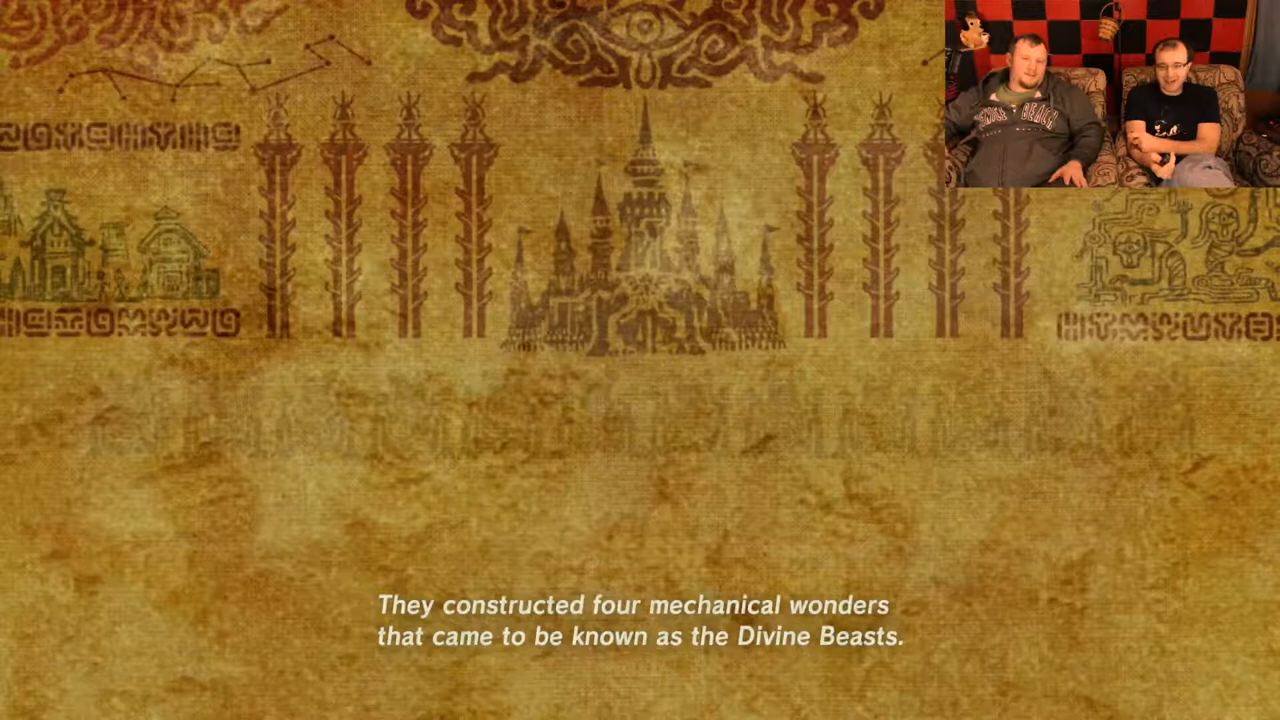 They constructed four mechanical wonders
that came to be known as the Divine Beasts.